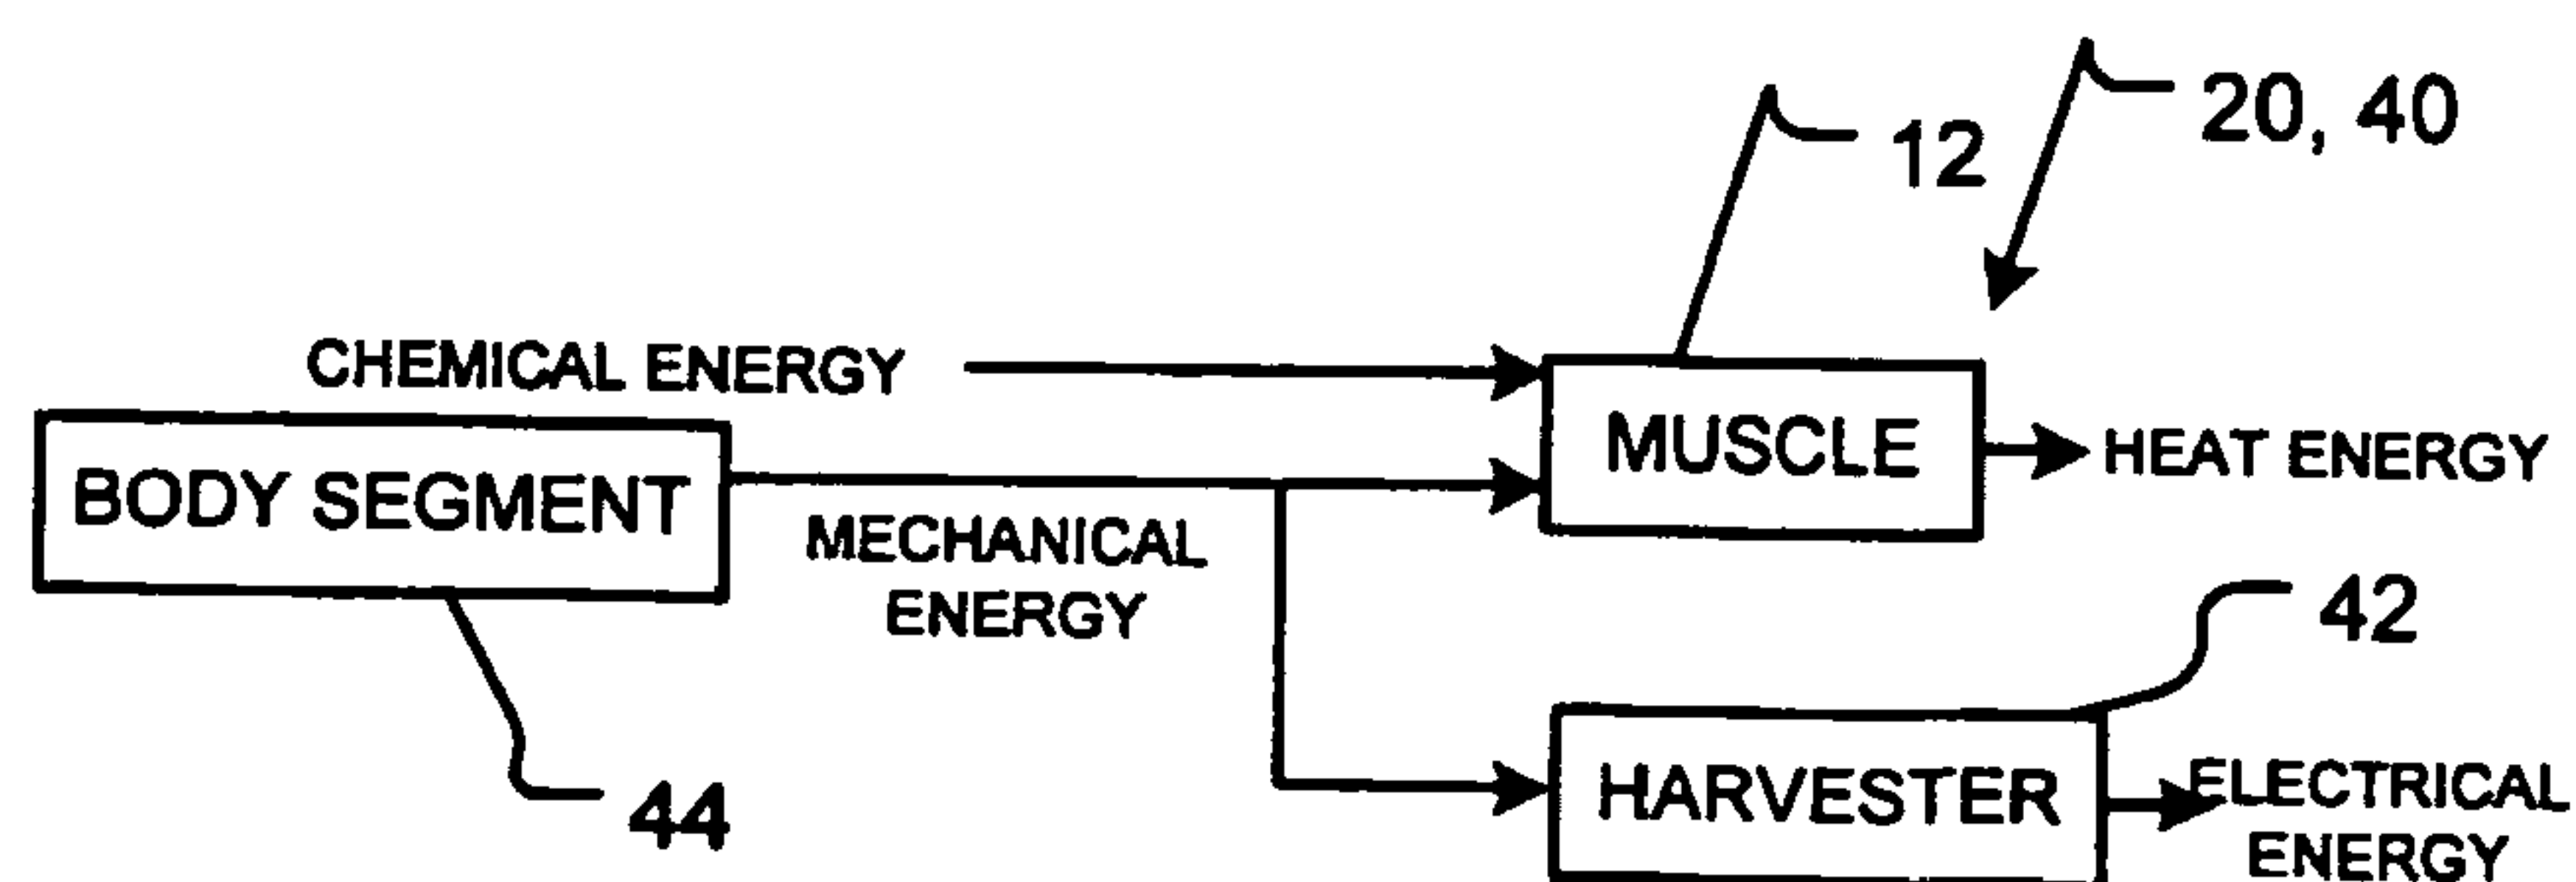 20, 40
12
CHEMICAL ENERGY
MUSCLE
HEAT ENERGY
BODY SEGMENT
MECHANICAL
ENERGY
42
HARVESTER
ELECTRICAL
ENERGY
44